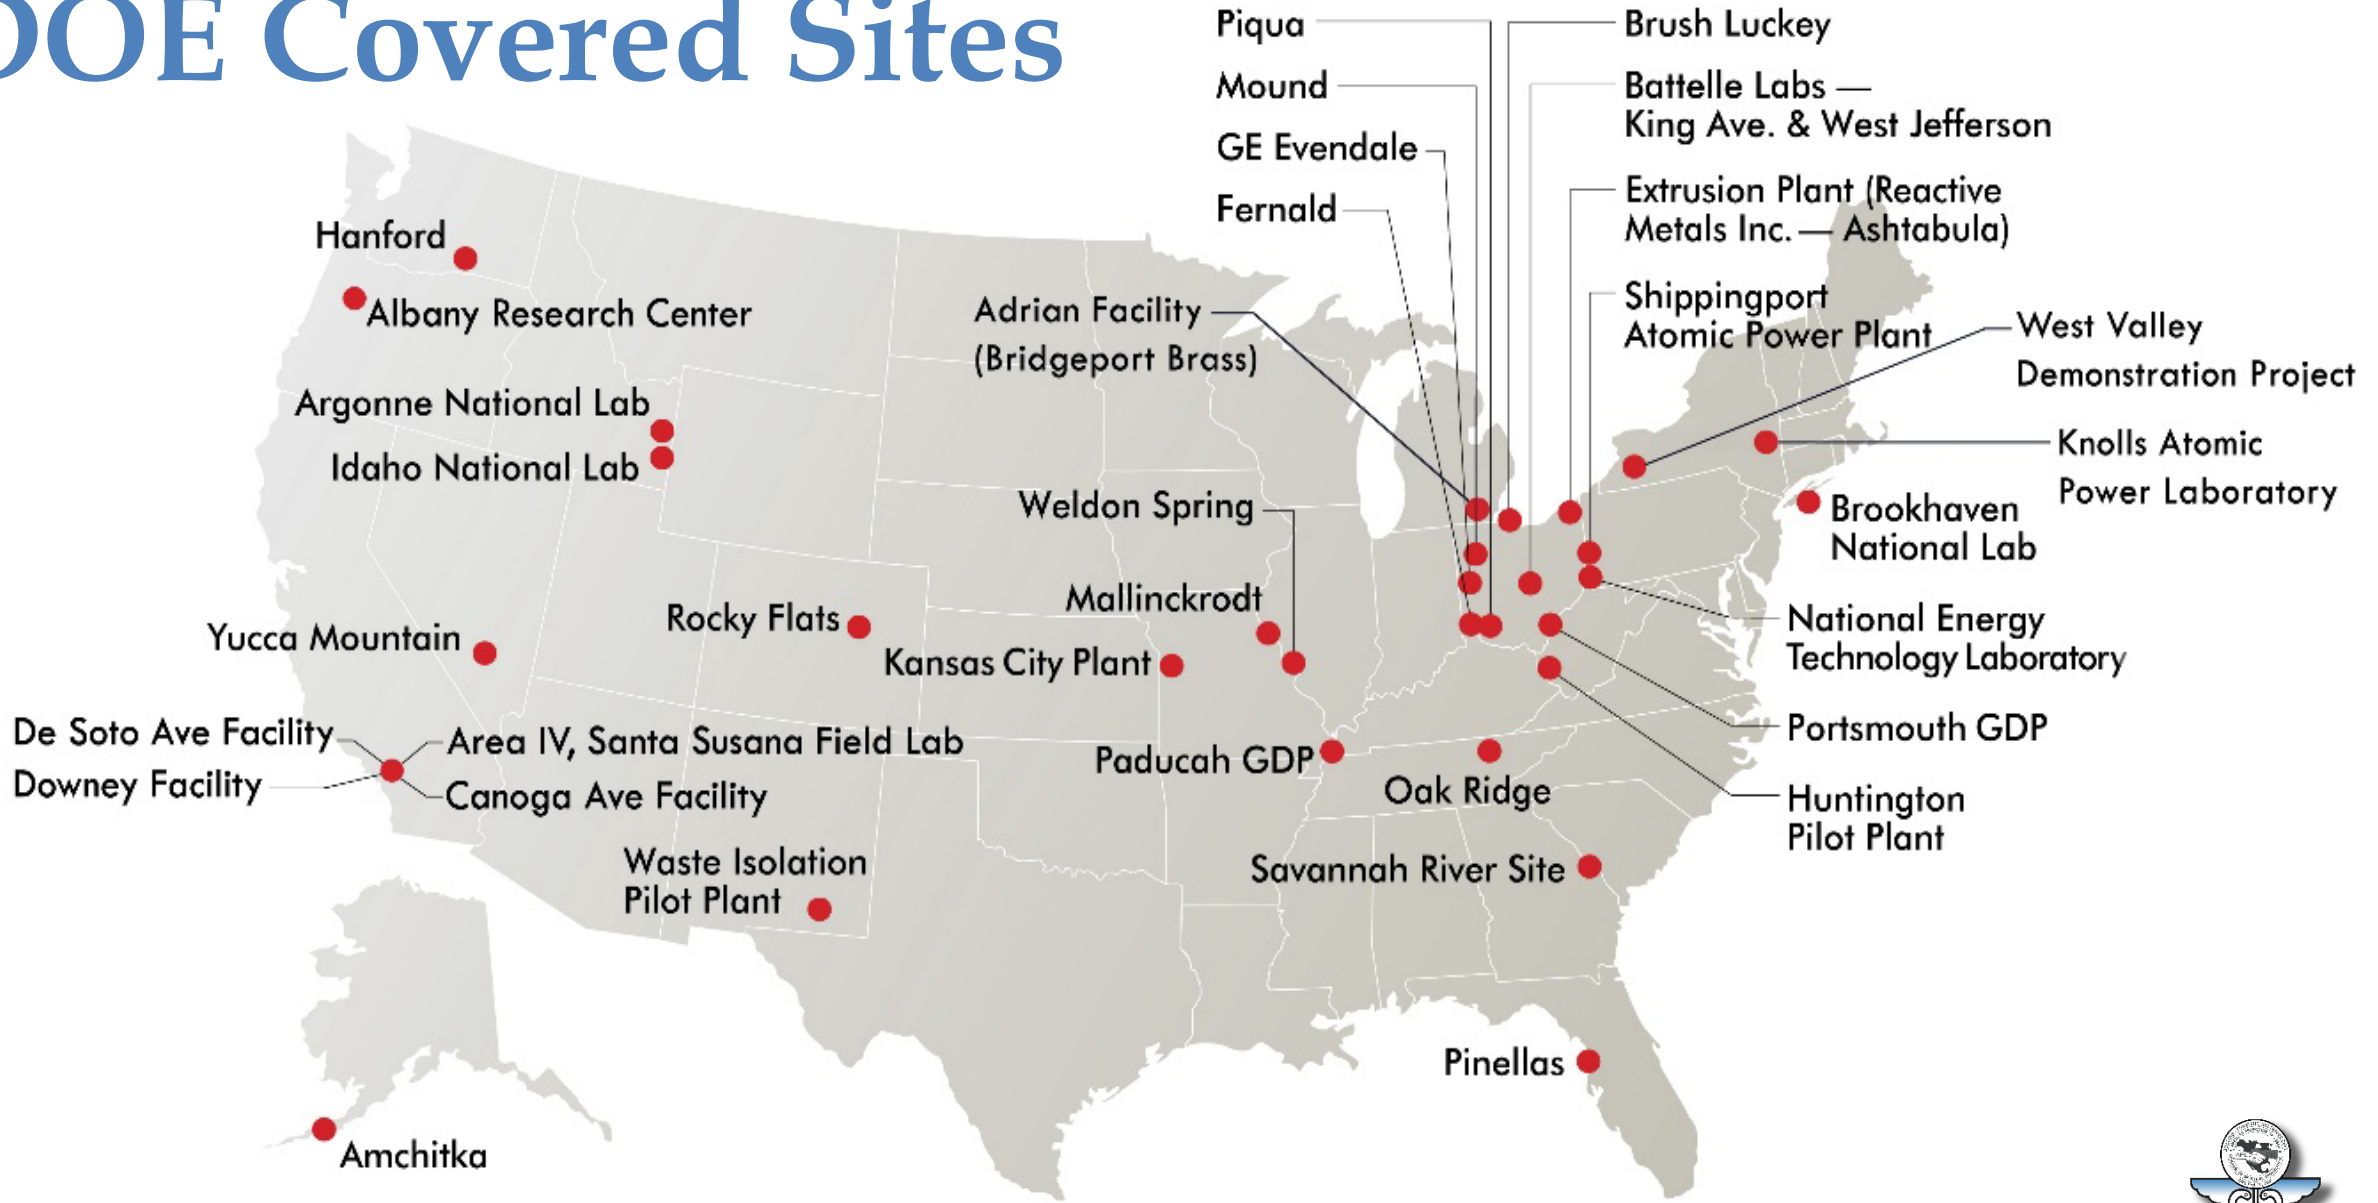 DOE Covered Sites
Piqua
Mound
GE Evendale
Fernald
Brush Luckey
Battelle Labs —
King Ave. & West Jefferson
Extrusion Plant (Reactive
Metals Inc. — Ashtabula)
Shippingport
Atomic Power Plant
West Valley
Demonstration Project
Knolls Atomic
Power Laboratory
Brookhaven
National Lab
National Energy
Technology Laboratory
Portsmouth GDP
Huntington
Pilot Plant
Hanford
Albany Research Center
Argonne National Lab
Idaho National Lab
Adrian Facility
(Bridgeport Brass)
Weldon Spring
Mallinckrodt
Rocky Flats
Kansas City Plant
Yucca Mountain
De Soto Ave Facility
Downey Facility
Area IV, Santa Susana Field Lab
Canoga Ave Facility
Paducah GDP
Oak Ridge
Waste Isolation
Pilot Plant
Savannah River Site
Pinellas
Amchitka